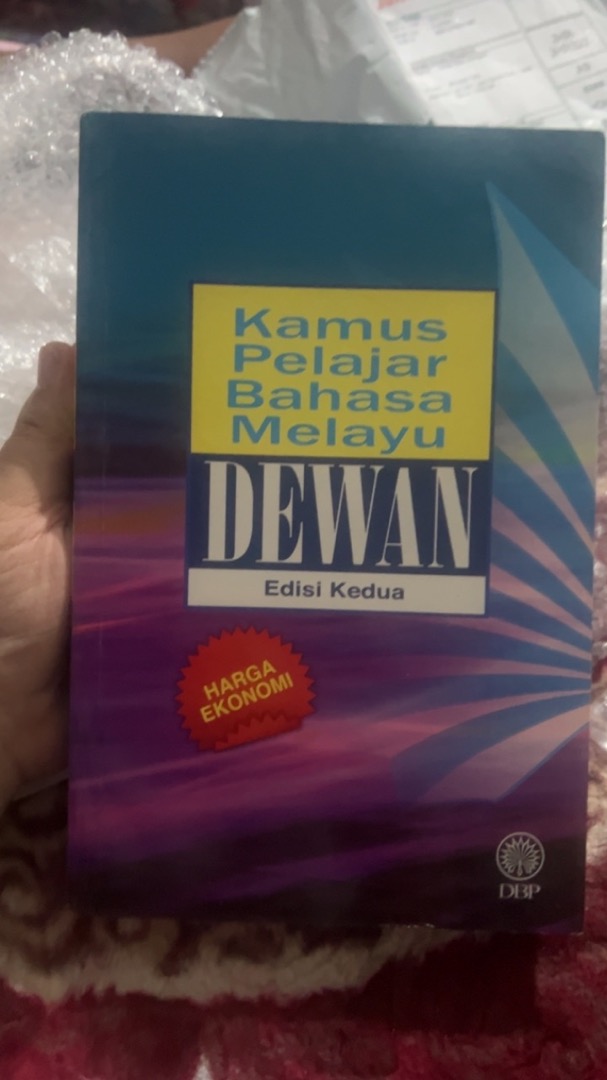 Kamus
Pelajar
Bahasa
Melayu
DEWAN
Edisi Kedua
HARGA
EKONOMI
DBP